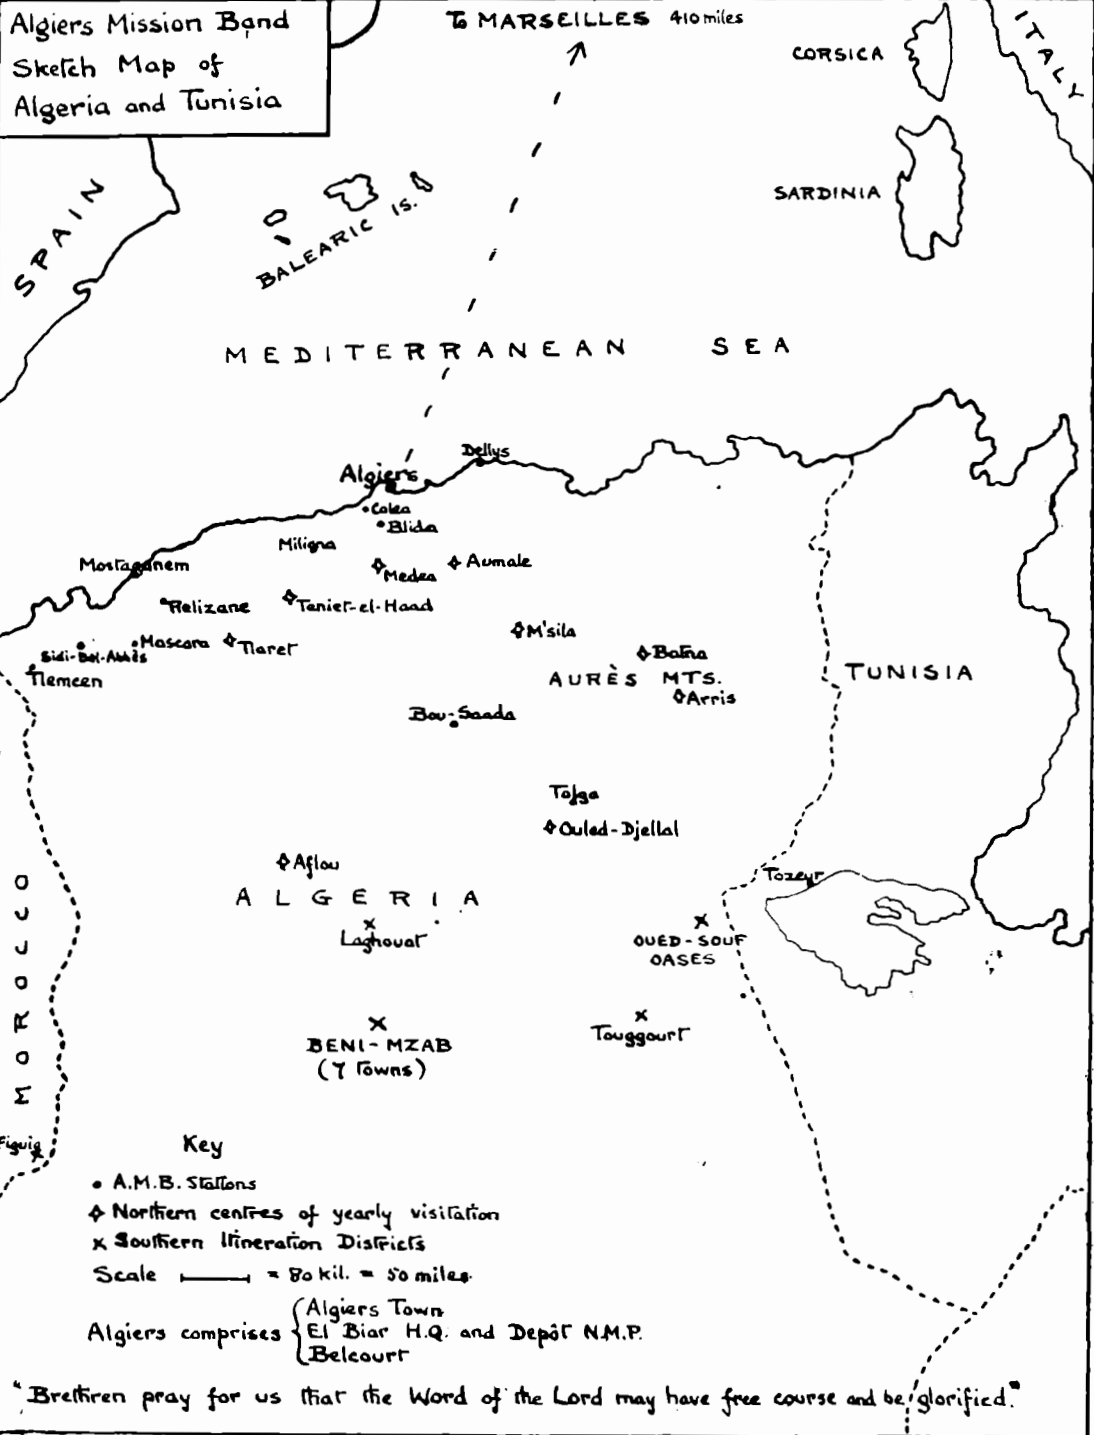 Algiers Mission Band
Sketch Map of
Algeria and Tunisia
To MARSEILLES 410 miles
CORSICA
ITALY
SARDINIA
SPAIN
BALEARIC IS.
MEDITERRANEAN SEA
Dellys
Algiers
Colea
Blida
Miliana
Mostaganem
Medea
Aumale
Relizane
Teniet-el-Haad
M'sila
Mascara
Tiaret
Sidi-Bel-Abbès
Batna
Tlemcen
AURÈS MTS.
TUNISIA
Arris
Bou-Saada
Tolga
Ouled-Djellal
Aflou
Tozeur
ALGERIA
Laghouat
OUED-SOUF
OASES
MOROCCO
Touggourt
BENI-MZAB
(7 Towns)
Figuig
Key
A.M.B. Stations
Northern centres of yearly visitation
x Southern Itineration Districts
Scale = 80 kil. = 50 miles.
Algiers comprises { Algiers Town
El Biar H.Q. and Depôt N.M.P.
Belcourt
"Brethren pray for us that the Word of the Lord may have free course and be glorified."